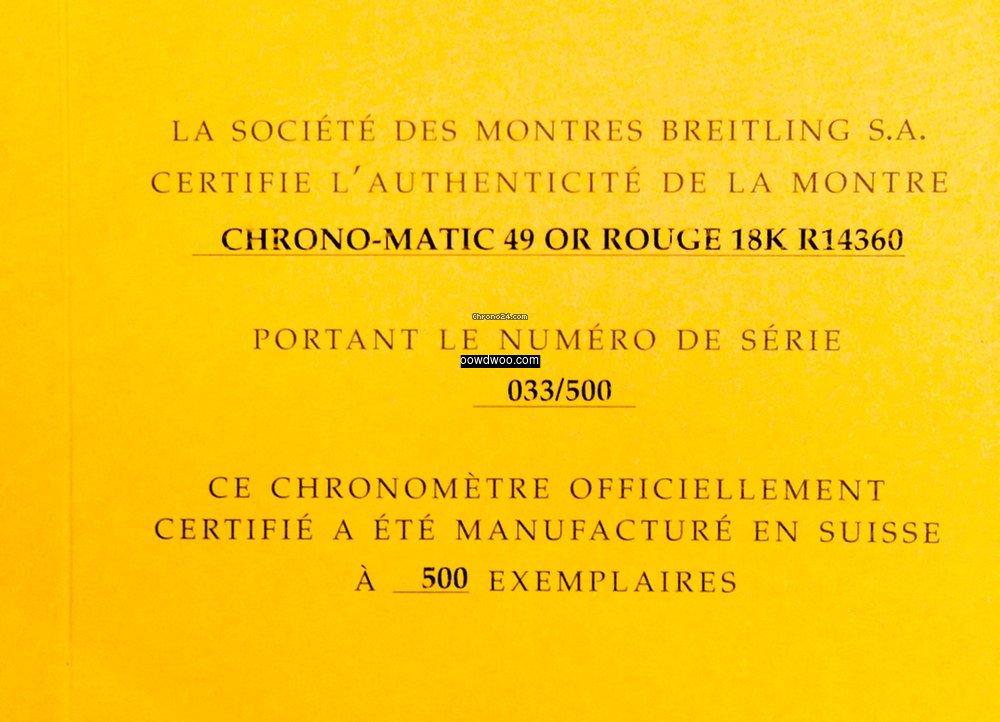 LA SOCIÉTÉ DES MONTRES BREITLING S.A.
CERTIFIE L'AUTHENTICITÉ DE LA MONTRE
CHRONO-MATIC 49 OR ROUGE 18K R14360
Chrono24.com
PORTANT LE NUMÉRO DE SÉRIE
oowdwoo.com
033/500
CE CHRONOMÈTRE OFFICIELLEMENT
CERTIFIÉ A ÉTÉ MANUFACTURÉ EN SUISSE
À 500 EXEMPLAIRES